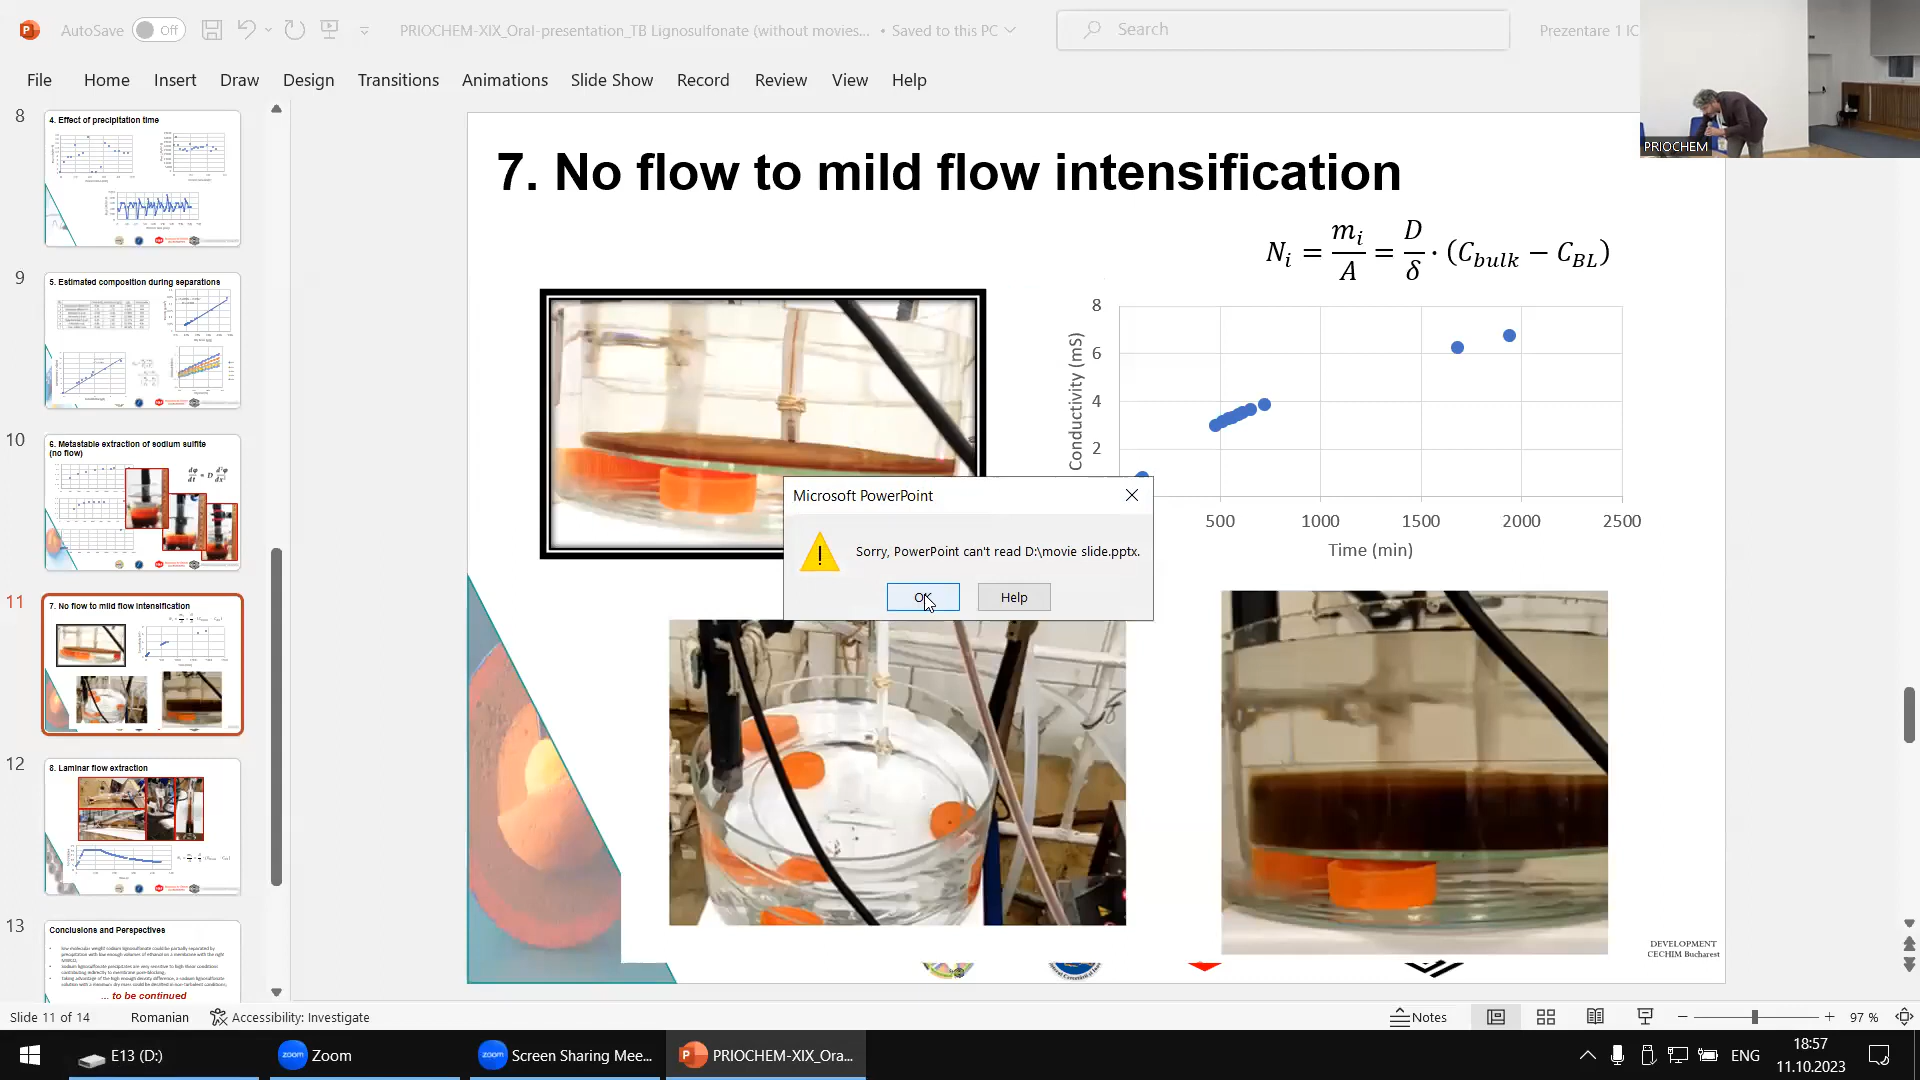 AutoSave Off
PRIOCHEM-XIX_Oral-presentation_TB Lignosulfonate (without movies... • Saved to this PC
Search
Prezentare 1 IC
PRIOCHEM
File Home Insert Draw Design Transitions Animations Slide Show Record Review View Help
8
4. Effect of precipitation time
9
5. Estimated composition during separations
10
6. Metastable extraction of sodium sulfite
(no flow)
11
7. No flow to mild flow intensification
12
8. Laminar flow extraction
13
Conclusions and Perspectives
... to be continued
7. No flow to mild flow intensification
N_i = m_i/A = D/δ · (C_bulk − C_BL)
8
6
4
2
Conductivity (mS)
500 1000 1500 2000 2500
Time (min)
Microsoft PowerPoint
Sorry, PowerPoint can't read D:\movie slide.pptx.
OK Help
DEVELOPMENT
CECHIM Bucharest
Slide 11 of 14 Romanian Accessibility: Investigate Notes 97 %
E13 (D:) Zoom Screen Sharing Mee... PRIOCHEM-XIX_Ora... ENG
18:57
11.10.2023